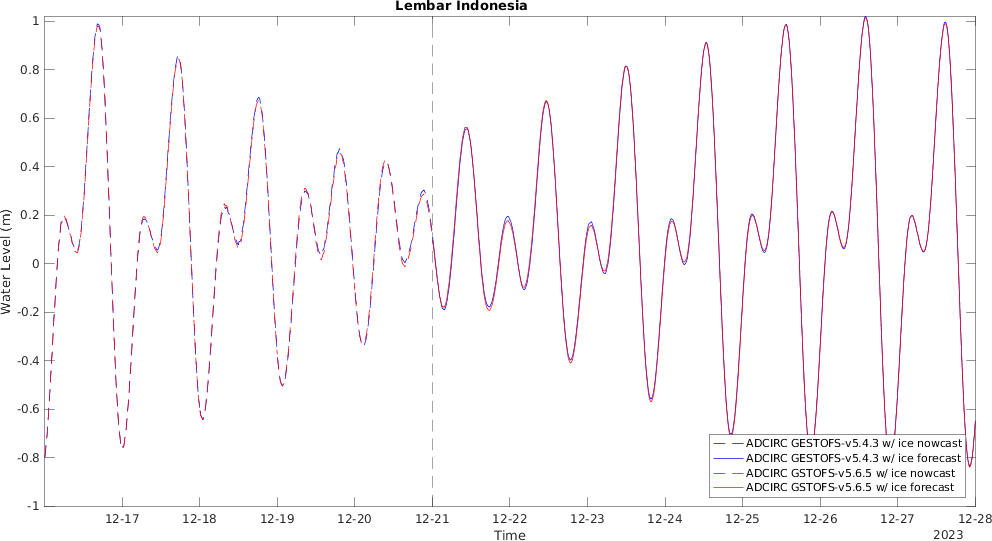 Lembar Indonesia
Water Level (m)
1
0.8
0.6
0.4
0.2
0
-0.2
-0.4
-0.6
-0.8
-1
12-17 12-18 12-19 12-20 12-21 12-22 12-23 12-24 12-25 12-26 12-27 12-28
Time
2023
ADCIRC GESTOFS-v5.4.3 w/ ice nowcast
ADCIRC GESTOFS-v5.4.3 w/ ice forecast
ADCIRC GSTOFS-v5.6.5 w/ ice nowcast
ADCIRC GSTOFS-v5.6.5 w/ ice forecast